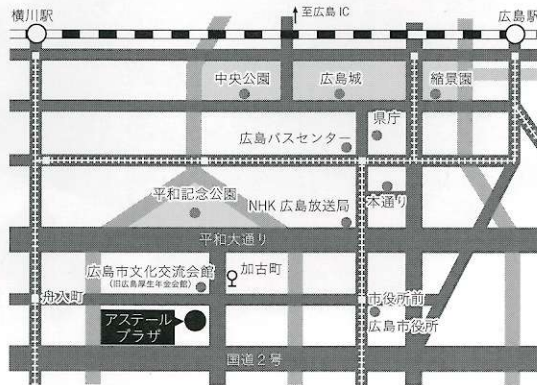 横川駅
至広島IC
広島駅
中央公園
広島城
縮景園
県庁
広島バスセンター
平和記念公園
NHK 広島放送局
本通り
平和大通り
広島市文化交流会館
(旧広島厚生年金会館)
加古町
舟入町
市役所前
アステール
プラザ
広島市役所
国道2号